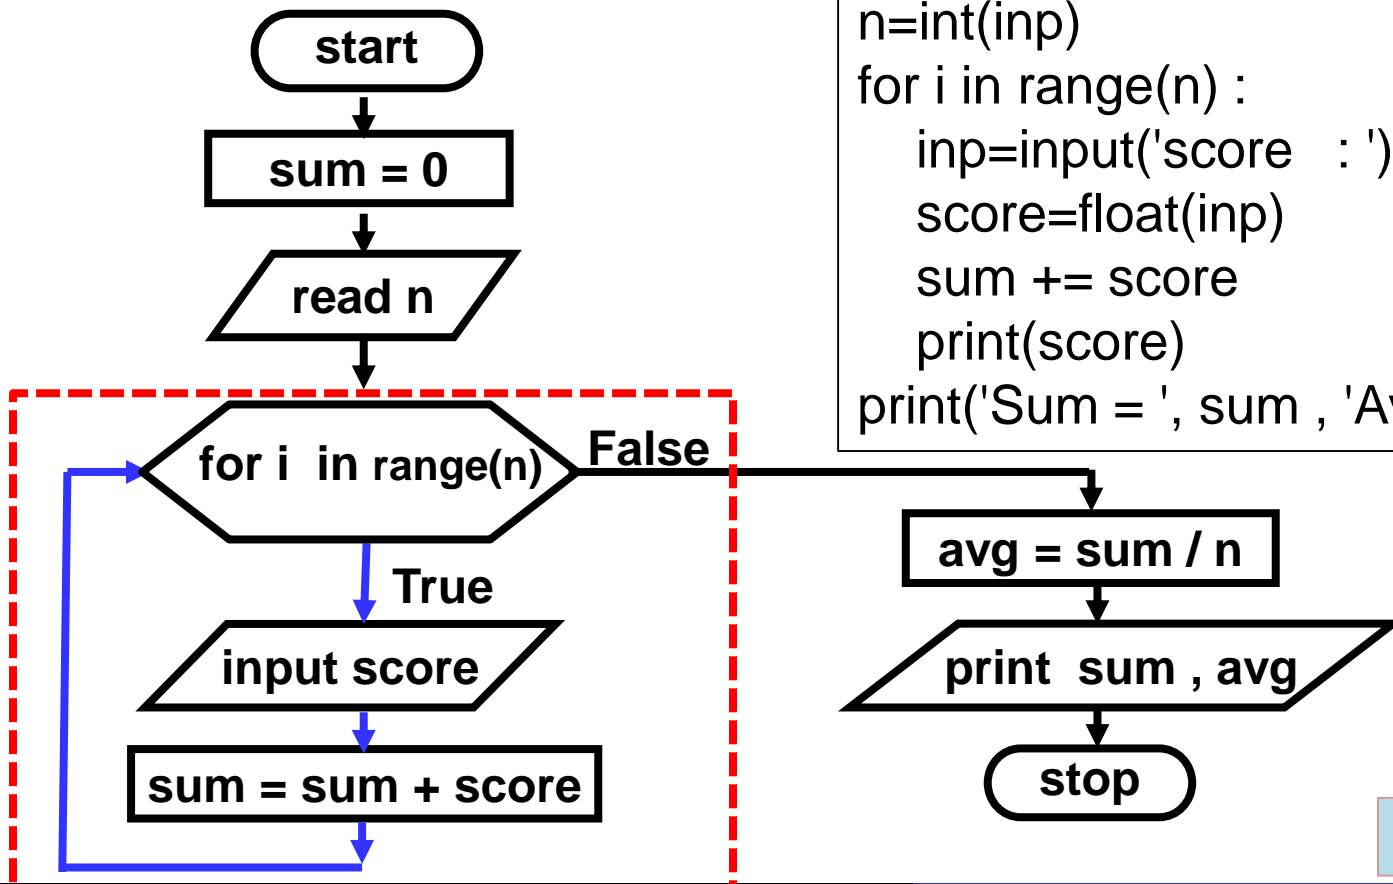 start
sum = 0
read n
for i in range(n)
False
True
input score
sum = sum + score
n=int(inp)
for i in range(n) :
inp=input('score : ')
score=float(inp)
sum += score
print(score)
print('Sum = ', sum , 
avg = sum / n
print sum , avg
stop